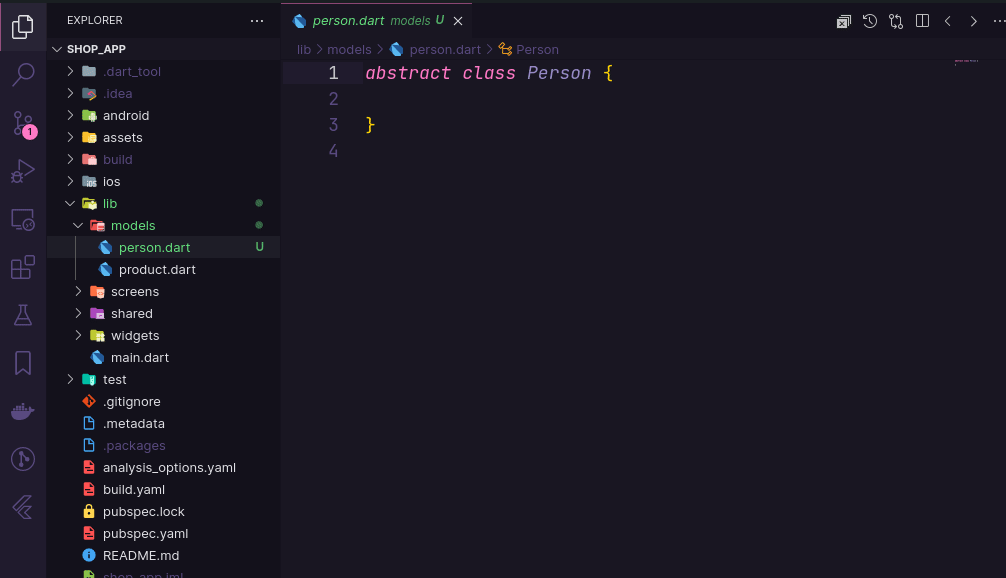 EXPLORER
SHOP_APP
.dart_tool
.idea
android
assets
build
ios
lib
models
person.dart U
product.dart
screens
shared
widgets
main.dart
test
.gitignore
.metadata
.packages
analysis_options.yaml
build.yaml
pubspec.lock
pubspec.yaml
README.md
shop_app.iml
1
person.dart models U
lib > models > person.dart > Person
1 abstract class Person {
2
3 }
4